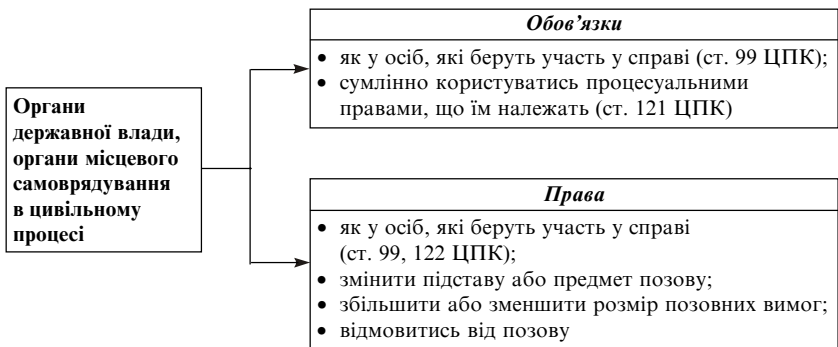 Органи
державної влади,
органи місцевого
самоврядування
в цивільному
процесі
Обов’язки
• як у осіб, які беруть участь у справі (ст. 99 ЦПК);
• сумлінно користуватись процесуальними
правами, що їм належать (ст. 121 ЦПК)
Права
• як у осіб, які беруть участь у справі
(ст. 99, 122 ЦПК);
• змінити підставу або предмет позову;
• збільшити або зменшити розмір позовних вимог;
• відмовитись від позову